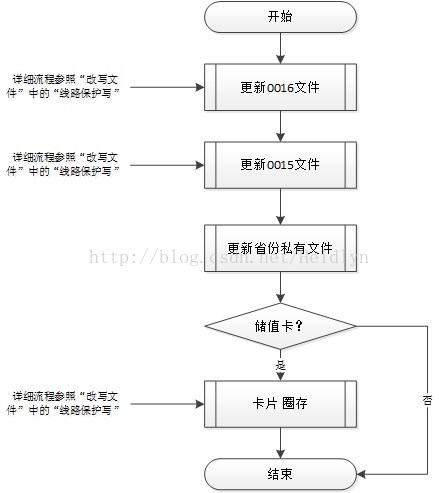 开始
详细流程参照“改写文
件”中的“线路保护写”
更新0016文件
详细流程参照“改写文
件”中的“线路保护写”
更新0015文件
更新省份私有文件
http://blog.csdn.net/heidlyn
储值卡？
是
否
详细流程参照“改写文
件”中的“线路保护写”
卡片 圈存
结束